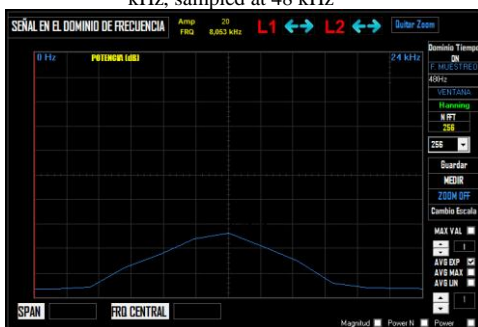 kHz, sampled at 48 kHz
SEÑAL EN EL DOMINIO DE FRECUENCIA
Amp 20
FRQ 8,053 kHz
L1 L2
Quitar Zoom
0 Hz
POTENCIA (dB)
24 kHz
Dominio Tiempo
ON
F. MUESTREO
48Hz
VENTANA
Hanning
N FFT
256
256
Guardar
MEDIR
ZOOM OFF
Cambio Escala
MAX VAL
1
AVG EXP
AVG MAX
AVG LIN
1
SPAN
FRQ CENTRAL
Magnitud
Power N
Power